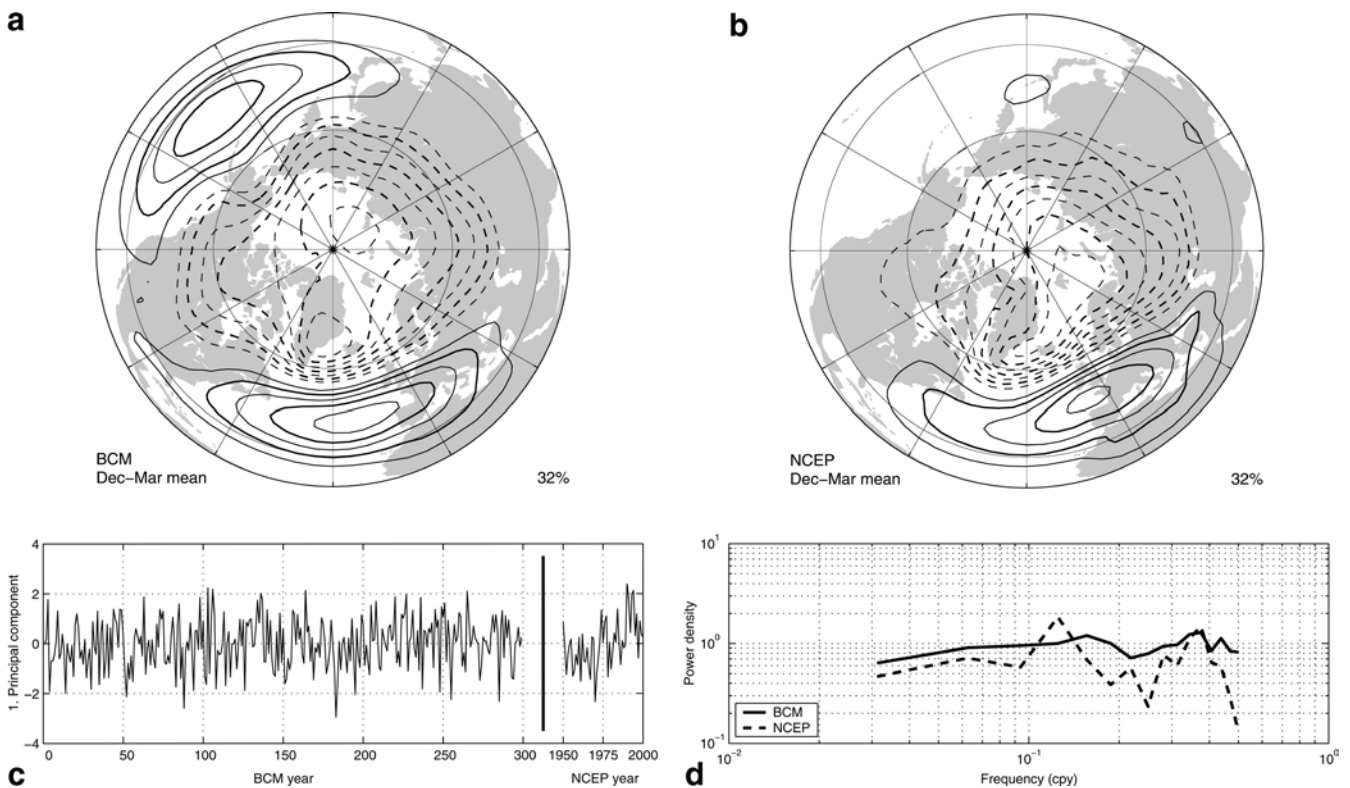 a
b
BCM
Dec–Mar mean
32%
NCEP
Dec–Mar mean
32%
4
2
0
−2
−4
1. Principal component
0 50 100 150 200 250 300 1950 1975 2000
BCM year
NCEP year
c
10^1
10^0
10^-1
Power density
BCM
NCEP
10^-2 10^-1 10^0
Frequency (cpy)
d